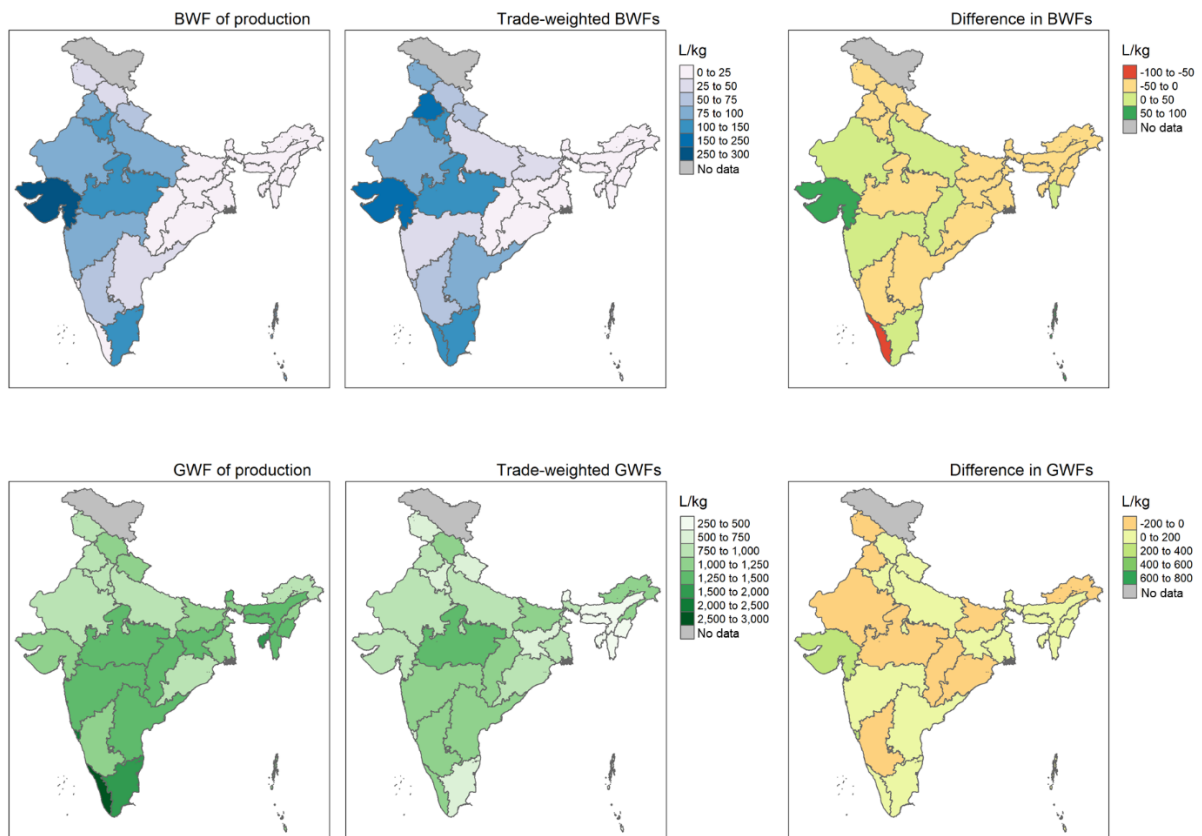 BWF of production
Trade-weighted BWFs
L/kg
0 to 25
25 to 50
50 to 75
75 to 100
100 to 150
150 to 250
250 to 300
No data
Difference in BWFs
L/kg
-100 to -50
-50 to 0
0 to 50
50 to 100
No data
GWF of production
Trade-weighted GWFs
L/kg
250 to 500
500 to 750
750 to 1,000
1,000 to 1,250
1,250 to 1,500
1,500 to 2,000
2,000 to 2,500
2,500 to 3,000
No data
Difference in GWFs
L/kg
-200 to 0
0 to 200
200 to 400
400 to 600
600 to 800
No data